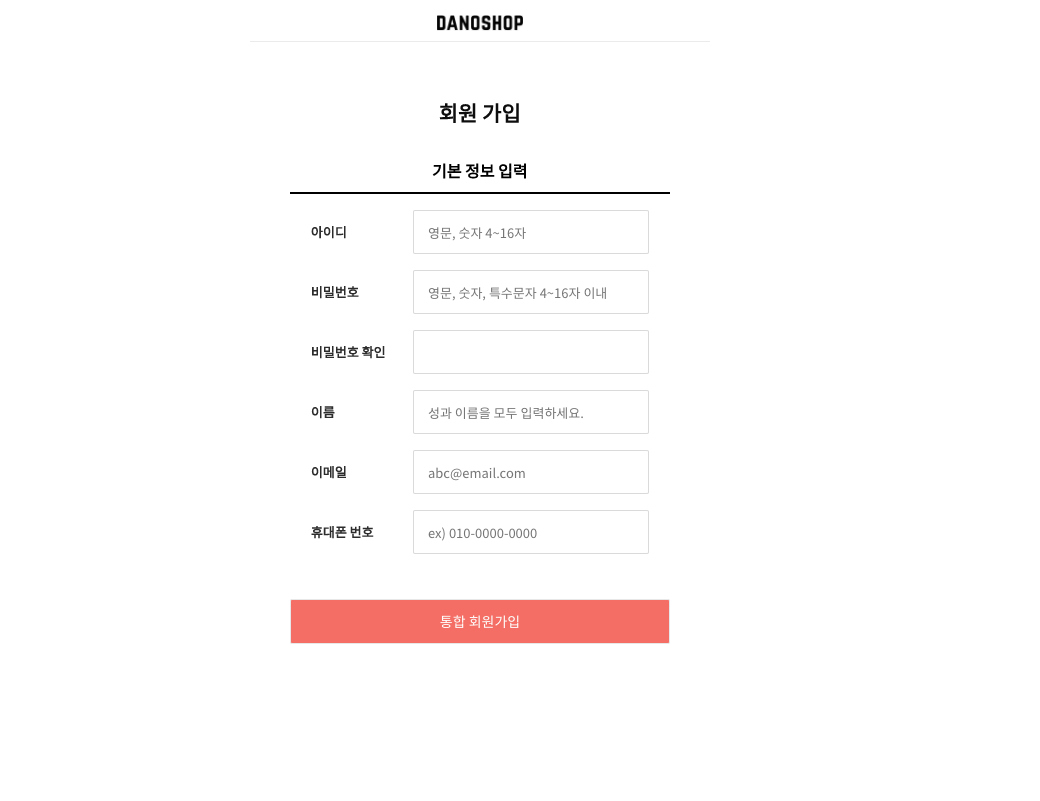 DANOSHOP
회원 가입
기본 정보 입력
아이디 영문, 숫자 4~16자
비밀번호 영문, 숫자, 특수문자 4~16자 이내
비밀번호 확인
이름 성과 이름을 모두 입력하세요.
이메일 abc@email.com
휴대폰 번호 ex) 010-0000-0000
통합 회원가입